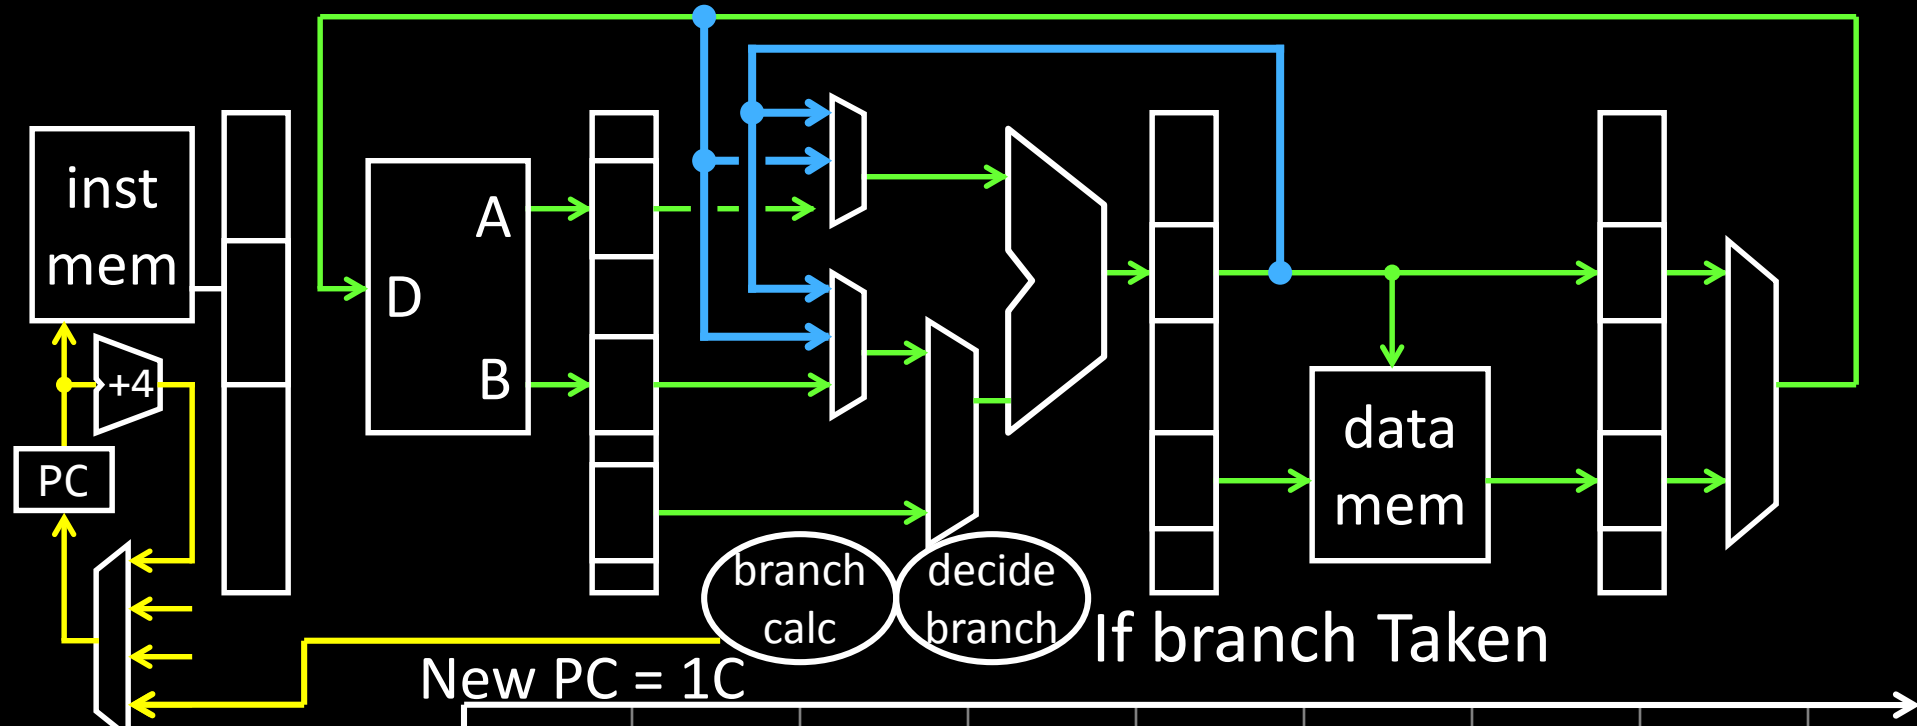 inst
mem
+4
PC
A
D
B
data
mem
branch
calc
decide
branch
If branch Taken
New PC = 1C